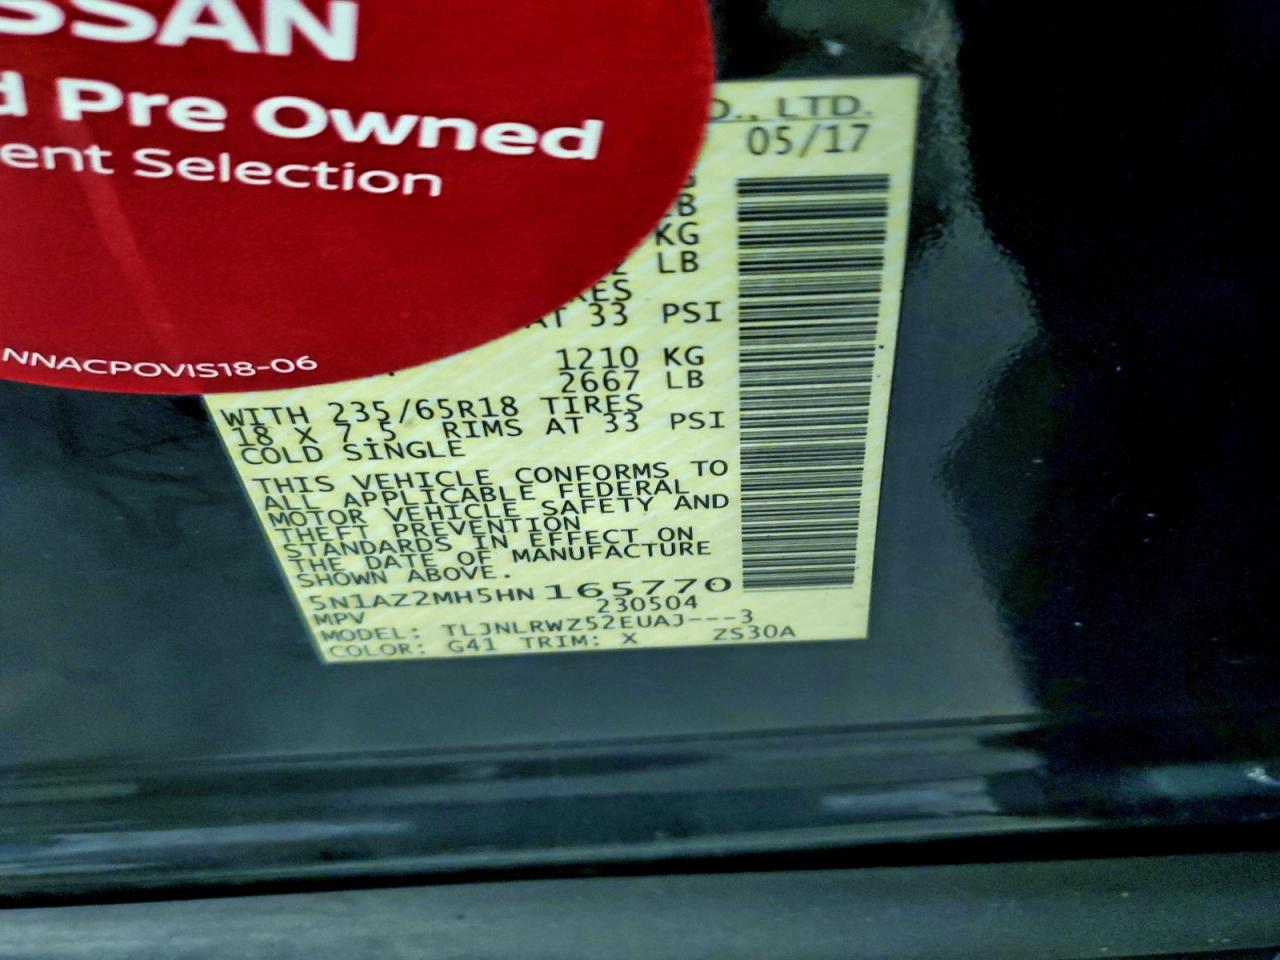 SSAN
d Pre Owned
ent Selection
NNACPOVIS18-06
D., LTD.
05/17
B
LB
KG
LB
RES
AT 33 PSI
1210 KG
2667 LB
WITH 235/65R18 TIRES
18 X 7.5 RIMS AT 33 PSI
COLD SINGLE
THIS VEHICLE CONFORMS TO
ALL APPLICABLE FEDERAL
MOTOR VEHICLE SAFETY AND
THEFT PREVENTION
STANDARDS IN EFFECT ON
THE DATE OF MANUFACTURE
SHOWN ABOVE.
5N1AZ2MH5HN165770
MPV 230504
MODEL: TLJNLRWZ52EUAJ---3
COLOR: G41 TRIM: X ZS30A